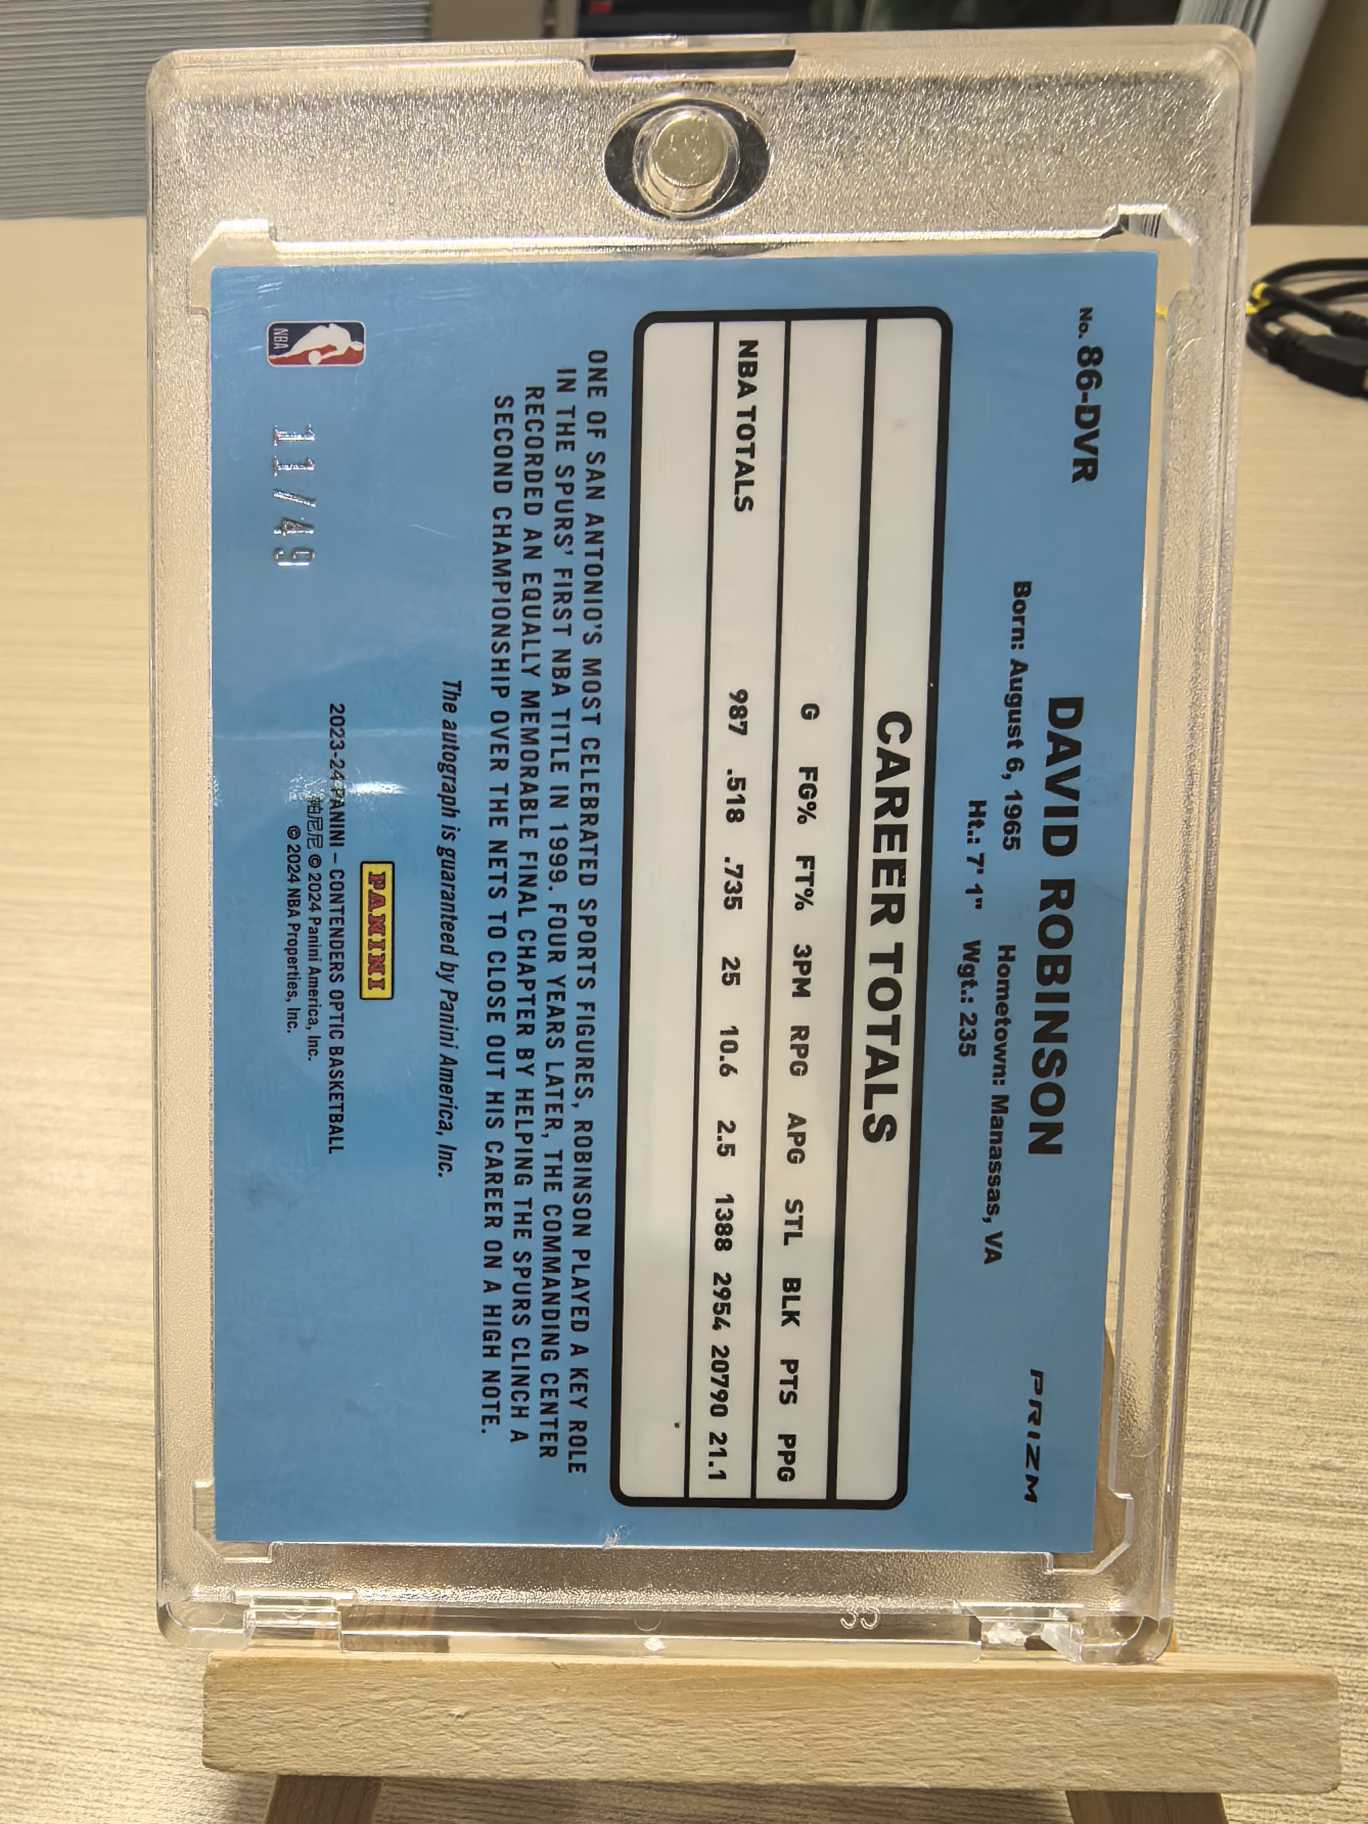 No. 86-DVR
PRIZM
DAVID ROBINSON
Born: August 6, 1965 Hometown: Manassas, VA
Ht.: 7' 1" Wgt.: 235
CAREER TOTALS
G FG% FT% 3PM RPG APG STL BLK PTS PPG
NBA TOTALS 987 .518 .735 25 10.6 2.5 1388 2954 20790 21.1
ONE OF SAN ANTONIO'S MOST CELEBRATED SPORTS FIGURES, ROBINSON PLAYED A KEY ROLE
IN THE SPURS' FIRST NBA TITLE IN 1999. FOUR YEARS LATER, THE COMMANDING CENTER
RECORDED AN EQUALLY MEMORABLE FINAL CHAPTER BY HELPING THE SPURS CLINCH A
SECOND CHAMPIONSHIP OVER THE NETS TO CLOSE OUT HIS CAREER ON A HIGH NOTE.
The autograph is guaranteed by Panini America, Inc.
PANINI
2023-24 PANINI – CONTENDERS OPTIC BASKETBALL
帕尼尼 © 2024 Panini America, Inc.
© 2024 NBA Properties, Inc.
NBA
11/49
35